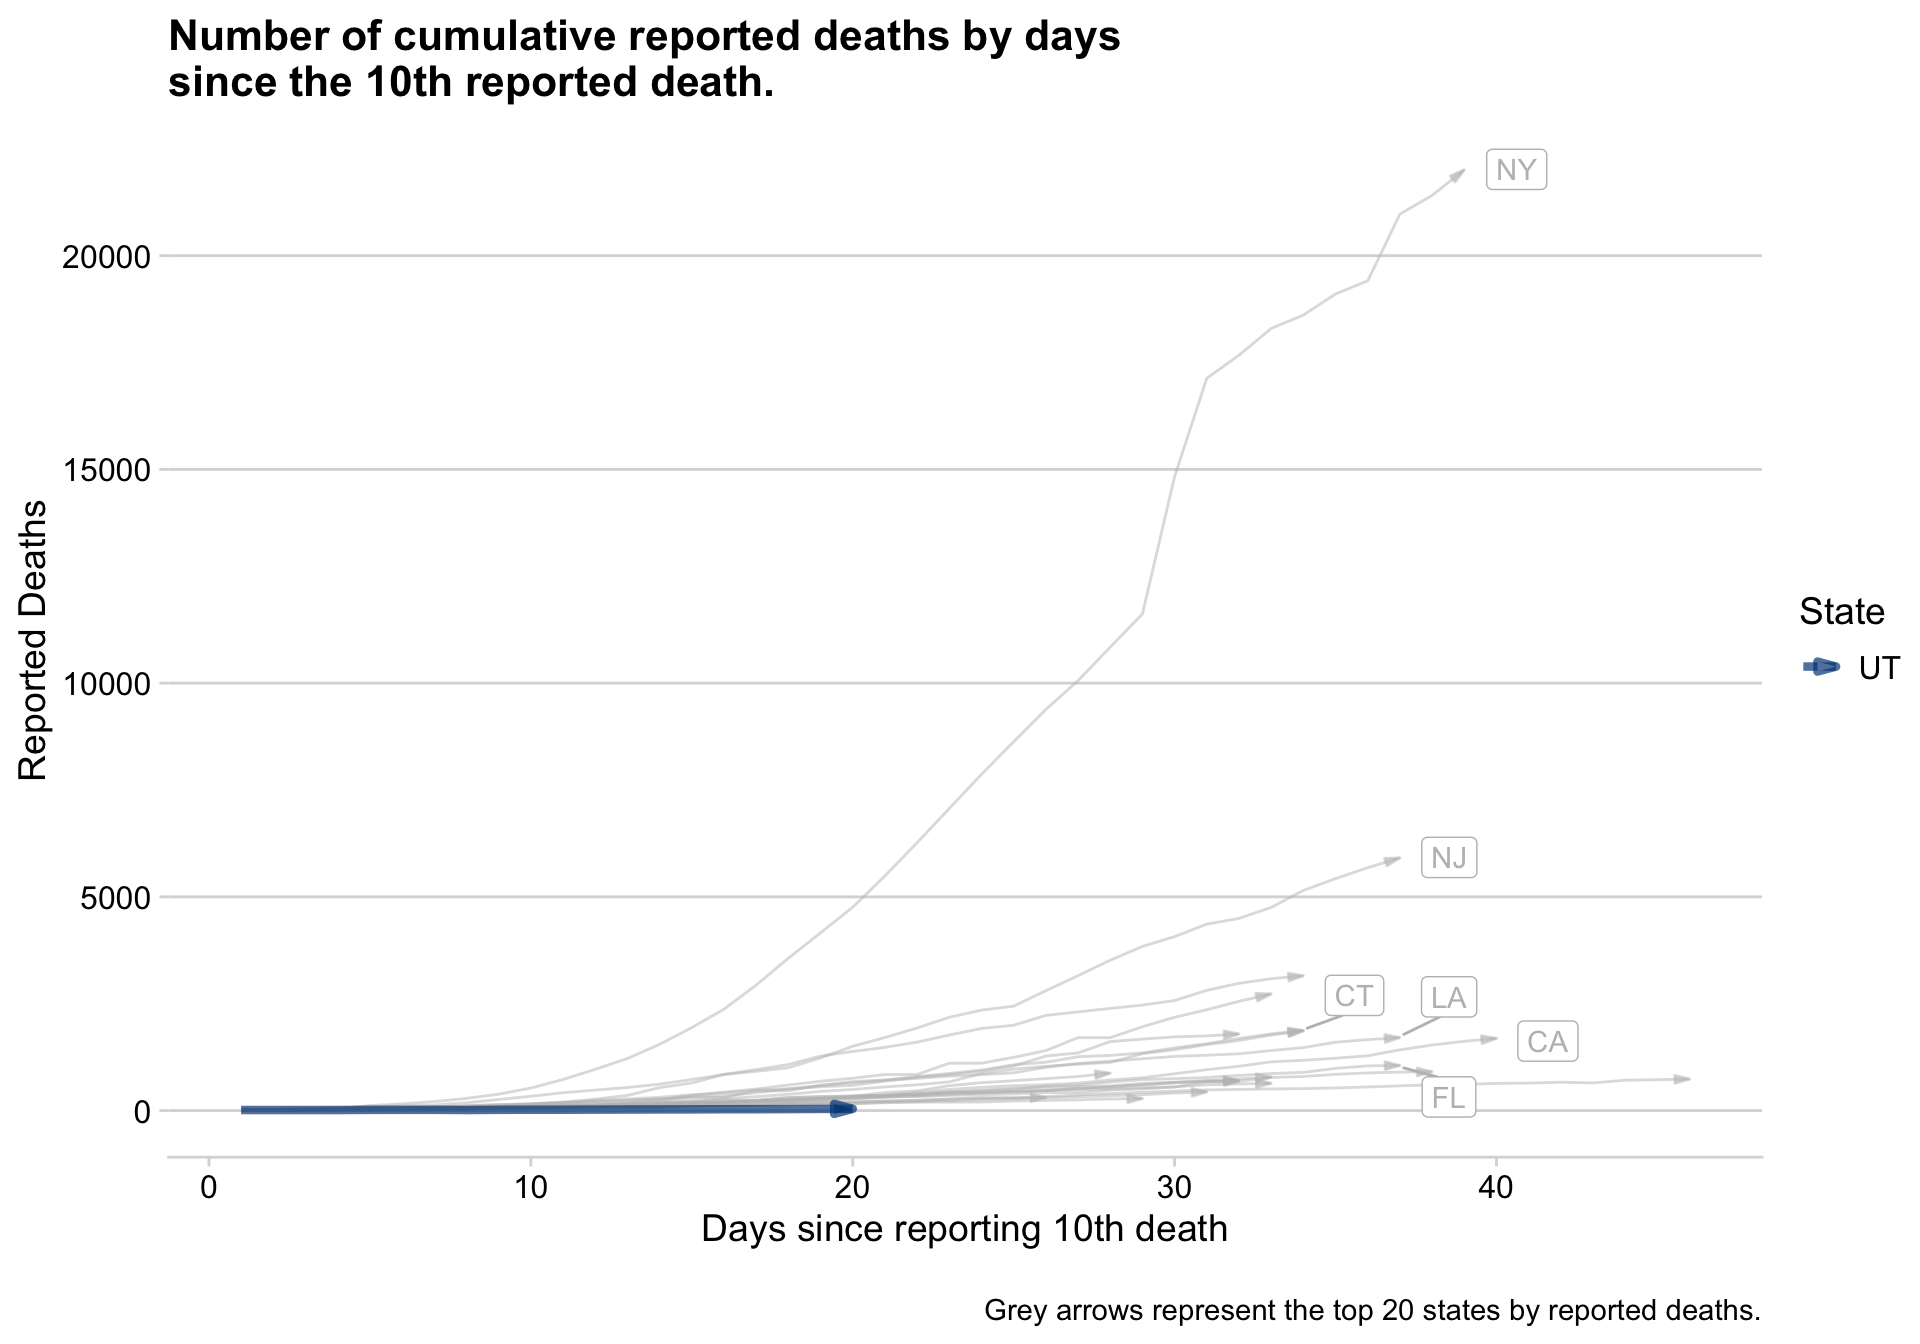 Number of cumulative reported deaths by days
since the 10th reported death.
NY
20000
15000
10000
5000
0
Reported Deaths
NJ
CT
LA
CA
FL
State
UT
0 10 20 30 40
Days since reporting 10th death
Grey arrows represent the top 20 states by reported deaths.